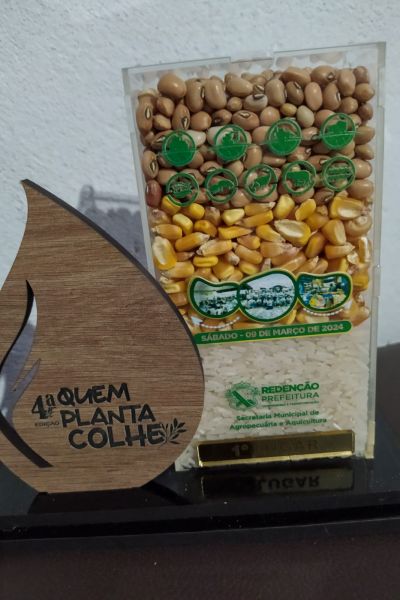 4ª
EDIÇÃO
QUEM
PLANTA
COLHE
SÁBADO - 09 DE MARÇO DE 2024
REDENÇÃO
PREFEITURA
Secretaria Municipal de
Agropecuária e Aquicultura
1º LUGAR